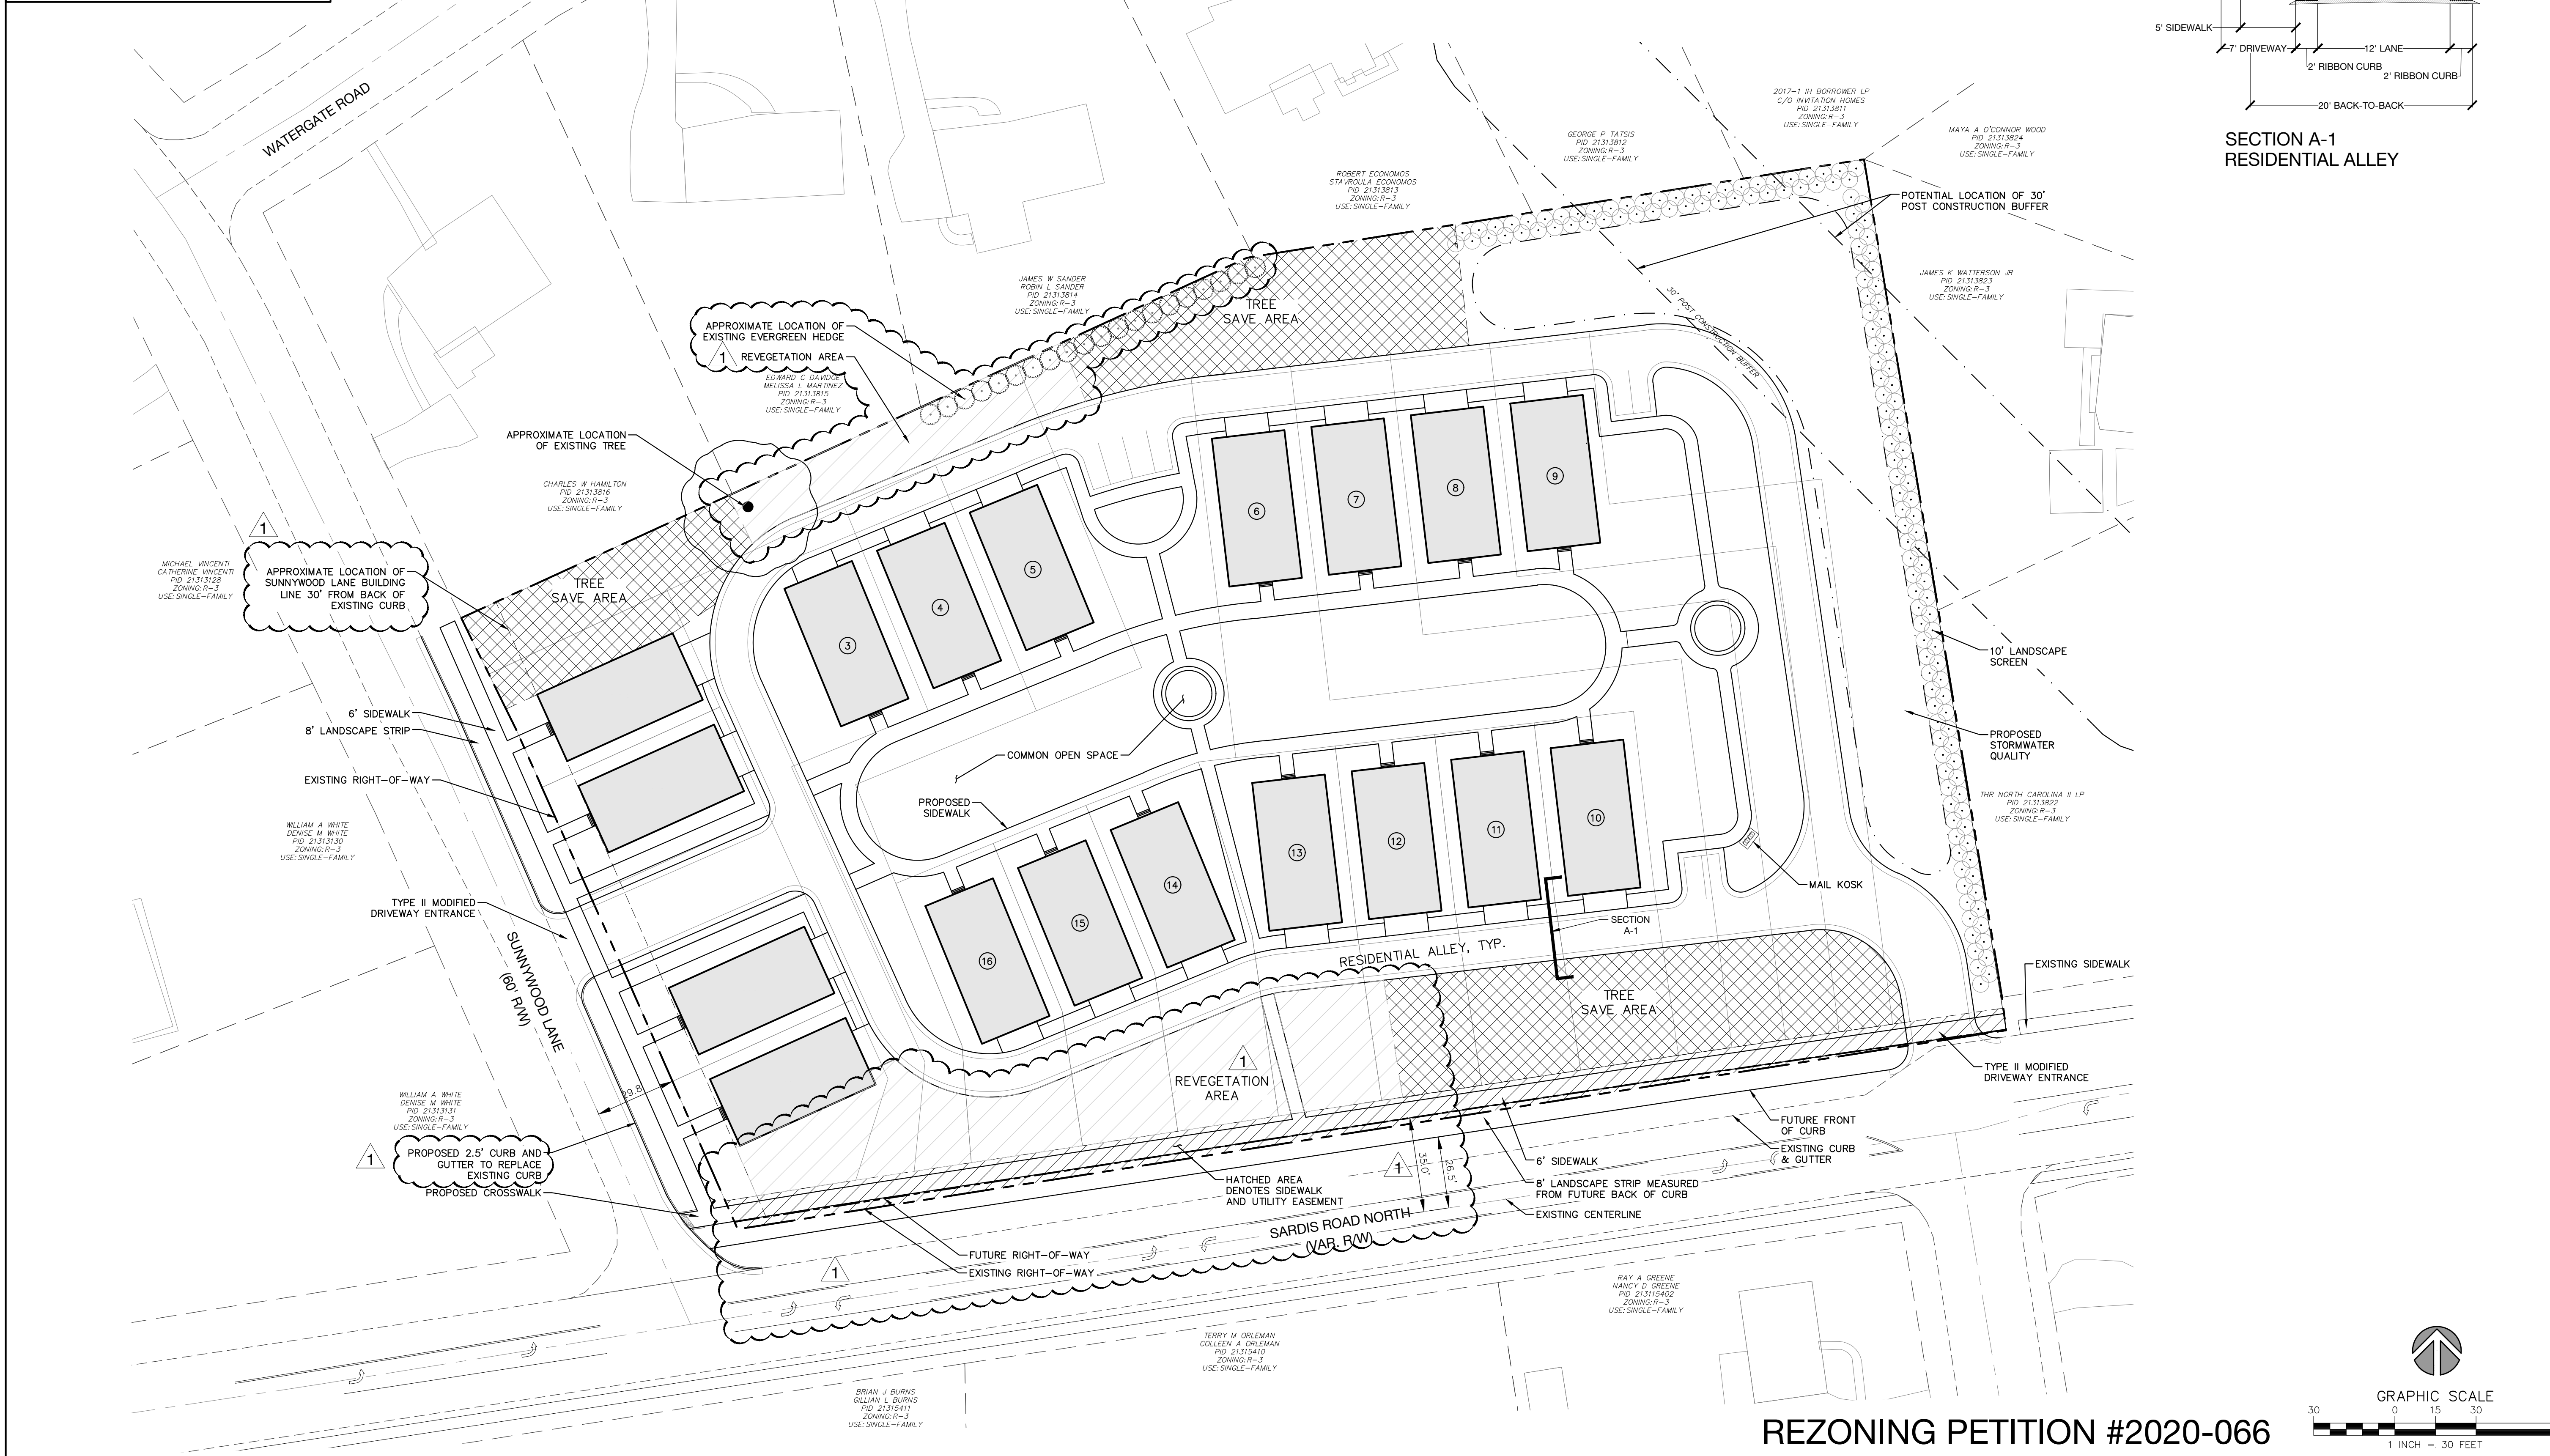 5' SIDEWALK
7' DRIVEWAY
12' LANE
2' RIBBON CURB
2' RIBBON CURB
20' BACK-TO-BACK
SECTION A-1
RESIDENTIAL ALLEY
WATERGATE ROAD
2017-1 IH BORROWER LP
C/O INVITATION HOMES
PID 21313811
ZONING: R-3
USE: SINGLE-FAMILY
GEORGE P TATSIS
PID 21313812
ZONING: R-3
USE: SINGLE-FAMILY
MAYA A O'CONNOR WOOD
PID 21313824
ZONING: R-3
USE: SINGLE-FAMILY
ROBERT ECONOMOS
STAVROULA ECONOMOS
PID 21313813
ZONING: R-3
USE: SINGLE-FAMILY
POTENTIAL LOCATION OF 30'
POST CONSTRUCTION BUFFER
JAMES W SANDER
ROBIN L SANDER
PID 21313814
ZONING: R-3
USE: SINGLE-FAMILY
JAMES K WATTERSON JR
PID 21313823
ZONING: R-3
USE: SINGLE-FAMILY
TREE
SAVE AREA
30' POST CONSTRUCTION BUFFER
APPROXIMATE LOCATION OF
EXISTING EVERGREEN HEDGE
1
REVEGETATION AREA
EDWARD C DAVIDGE
MELISSA L MARTINEZ
PID 21313815
ZONING: R-3
USE: SINGLE-FAMILY
APPROXIMATE LOCATION
OF EXISTING TREE
CHARLES W HAMILTON
PID 21313816
ZONING: R-3
USE: SINGLE-FAMILY
1
MICHAEL VINCENTI
CATHERINE VINCENTI
PID 21313128
ZONING: R-3
USE: SINGLE-FAMILY
APPROXIMATE LOCATION OF
SUNNYWOOD LANE BUILDING
LINE 30' FROM BACK OF
EXISTING CURB
TREE
SAVE AREA
3
4
5
6
7
8
9
10' LANDSCAPE
SCREEN
6' SIDEWALK
8' LANDSCAPE STRIP
EXISTING RIGHT-OF-WAY
COMMON OPEN SPACE
PROPOSED
SIDEWALK
PROPOSED
STORMWATER
QUALITY
THR NORTH CAROLINA II LP
PID 21313822
ZONING: R-3
USE: SINGLE-FAMILY
WILLIAM A WHITE
DENISE M WHITE
PID 21313130
ZONING: R-3
USE: SINGLE-FAMILY
10
11
12
13
14
15
16
MAIL KOSK
TYPE II MODIFIED
DRIVEWAY ENTRANCE
SUNNYWOOD LANE
(60' R/W)
SECTION
A-1
RESIDENTIAL ALLEY, TYP.
EXISTING SIDEWALK
TREE
SAVE AREA
1
REVEGETATION
AREA
TYPE II MODIFIED
DRIVEWAY ENTRANCE
29.8
WILLIAM A WHITE
DENISE M WHITE
PID 21313131
ZONING: R-3
USE: SINGLE-FAMILY
1
PROPOSED 2.5' CURB AND
GUTTER TO REPLACE
EXISTING CURB
PROPOSED CROSSWALK
FUTURE FRONT
OF CURB
EXISTING CURB
& GUTTER
6' SIDEWALK
8' LANDSCAPE STRIP MEASURED
FROM FUTURE BACK OF CURB
EXISTING CENTERLINE
1
35.0'
26.5'
HATCHED AREA
DENOTES SIDEWALK
AND UTILITY EASEMENT
SARDIS ROAD NORTH
(VAR. R/W)
FUTURE RIGHT-OF-WAY
EXISTING RIGHT-OF-WAY
1
RAY A GREENE
NANCY D GREENE
PID 213115402
ZONING: R-3
USE: SINGLE-FAMILY
TERRY M ORLEMAN
COLLEEN A ORLEMAN
PID 21315410
ZONING: R-3
USE: SINGLE-FAMILY
BRIAN J BURNS
GILLIAN L BURNS
PID 21315411
ZONING: R-3
USE: SINGLE-FAMILY
REZONING PETITION #2020-066
GRAPHIC SCALE
30 0 15 30
1 INCH = 30 FEET